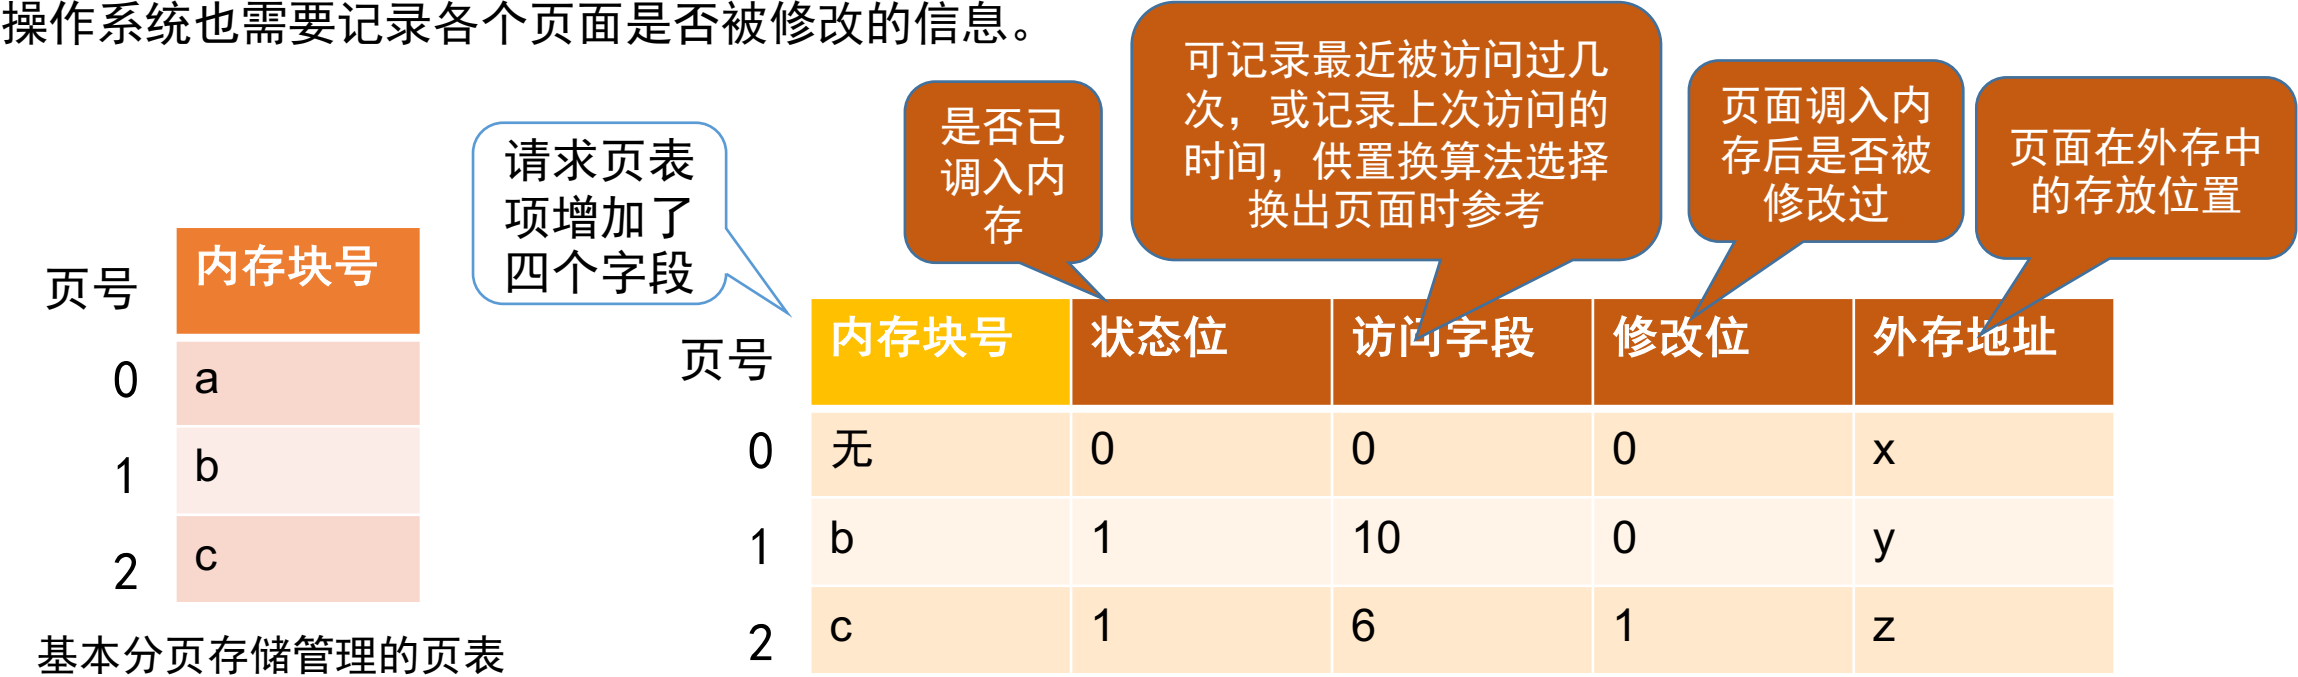 操作系统也需要记录各个页面是否被修改的信息。
请求页表
项增加了
四个字段
是否已
调入内
存
可记录最近被访问过几
次，或记录上次访问的
时间，供置换算法选择
换出页面时参考
页面调入内
存后是否被
修改过
页面在外存中
的存放位置
页号 内存块号
0 a
1 b
2 c
基本分页存储管理的页表
页号 内存块号 状态位 访问字段 修改位 外存地址
0 无 0 0 0 x
1 b 1 10 0 y
2 c 1 6 1 z